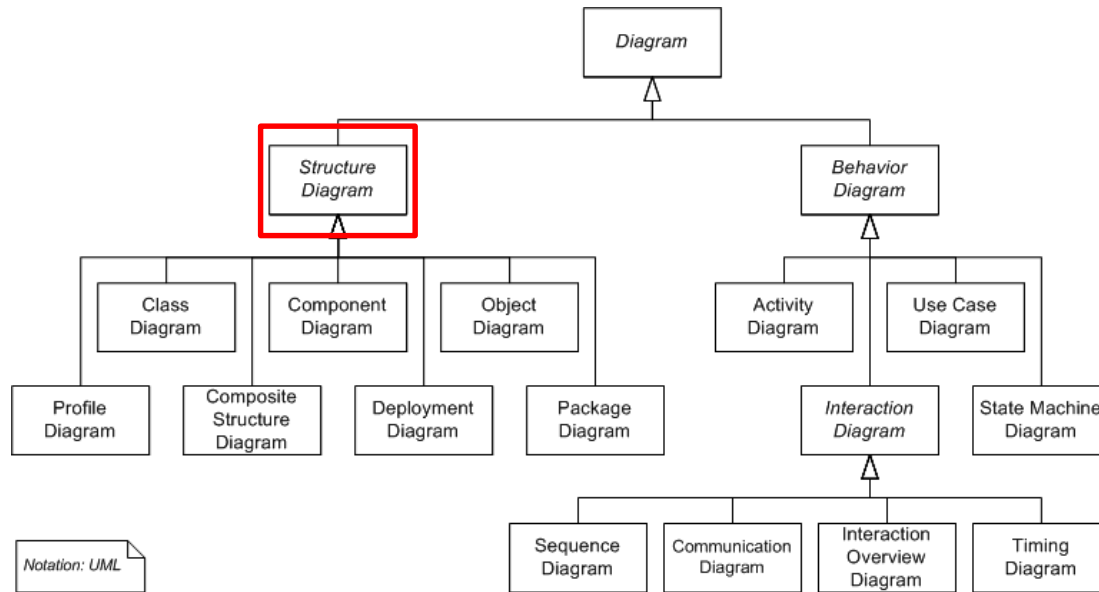 Diagram
Structure
Diagram
Behavior
Diagram
Class
Diagram
Component
Diagram
Object
Diagram
Activity
Diagram
Use Case
Diagram
Profile
Diagram
Composite
Structure
Diagram
Deployment
Diagram
Package
Diagram
Interaction
Diagram
State Machine
Diagram
Sequence
Diagram
Communication
Diagram
Interaction
Overview
Diagram
Timing
Diagram
Notation: UML